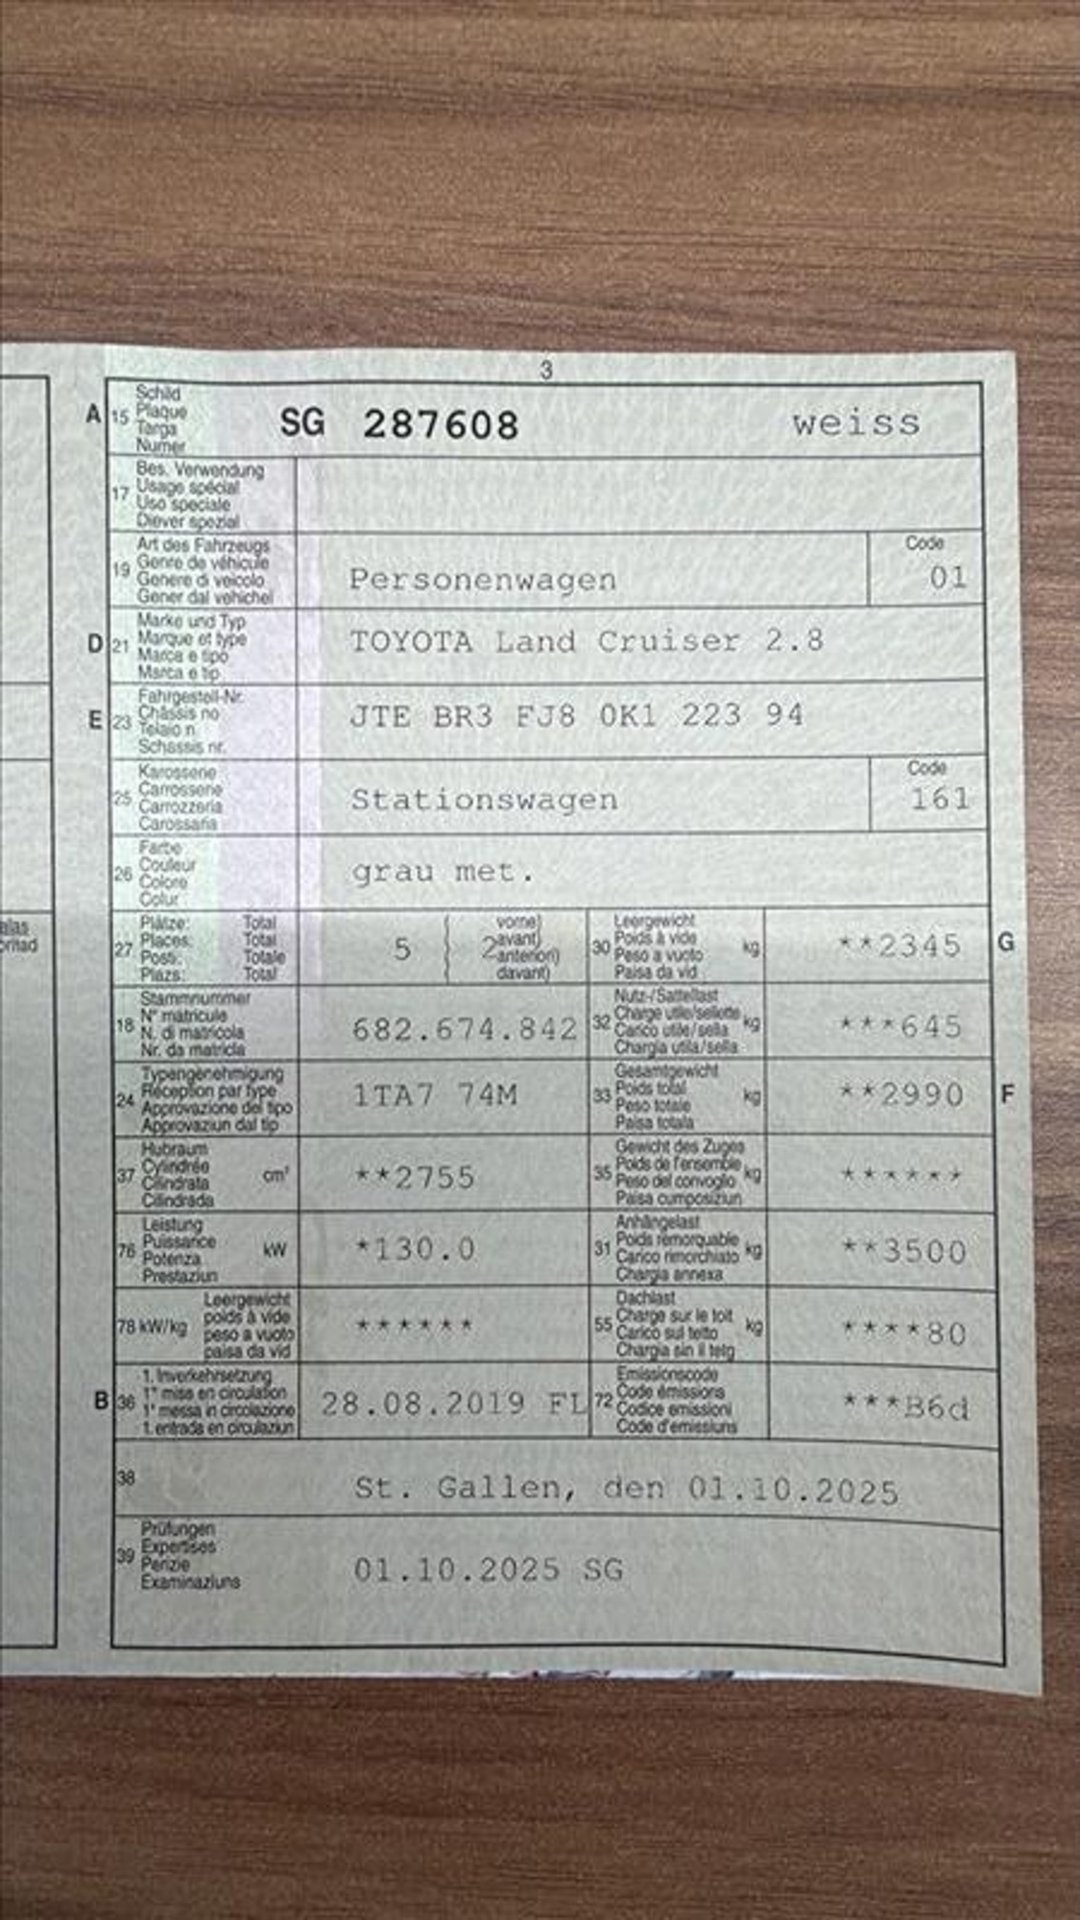 3
A 15 Schild SG 287608 weiss
Plaque
Targa
Numer
17 Bes. Verwendung
Usage spécial
Uso speciale
Diever spezial
19 Art des Fahrzeugs Code
Genre de véhicule
Genere di veicolo Personenwagen 01
Gener dal vehichel
D 21 Marke und Typ
Marque et type TOYOTA Land Cruiser 2.8
Marca e tipo
Marca e tip
E 23 Fahrgestell-Nr.
Châssis no JTE BR3 FJ8 0K1 223 94
Telaio n
Schassis nr.
25 Karosserie Code
Carrosserie
Carrozzeria Stationswagen 161
Carossaria
26 Farbe
Couleur grau met.
Colore
Colur
27 Plätze: Total vorne)
Places: Total 5 ( 2 avant)
Posti: Totale anteriori)
Plazs: Total davant)
30 Leergewicht
Poids à vide kg **2345 G
Peso a vuoto
Paisa da vid
18 Stammnummer
N° matricule 682.674.842
N. di matricola
Nr. da matricla
32 Nutz-/Sattellast
Charge utile/sellette kg ***645
Carico utile/sella
Chargia utila/sella
24 Typengenehmigung
Réception par type 1TA7 74M
Approvazione del tipo
Approvaziun dal tip
33 Gesamtgewicht
Poids total kg **2990 F
Peso totale
Paisa totala
37 Hubraum
Cylindrée cm³ **2755
Cilindrata
Cilindrada
35 Gewicht des Zuges
Poids de l'ensemble kg ******
Peso del convoglio
Paisa cumposiziun
76 Leistung
Puissance kW *130.0
Potenza
Prestaziun
31 Anhängelast
Poids remorquable kg **3500
Carico rimorchiato
Chargia annexa
78 kW/kg Leergewicht
poids à vide ******
peso a vuoto
paisa da vid
55 Dachlast
Charge sur le toit kg ****80
Carico sul tetto
Chargia sin il tetg
B 36 1. Inverkehrsetzung
1re mise en circulation 28.08.2019 FL
1a messa in circolazione
1. entrada en circulaziun
72 Emissionscode
Code émissions ***B6d
Codice emissioni
Code d'emissiuns
38 St. Gallen, den 01.10.2025
39 Prüfungen
Expertises 01.10.2025 SG
Perizie
Examinaziuns